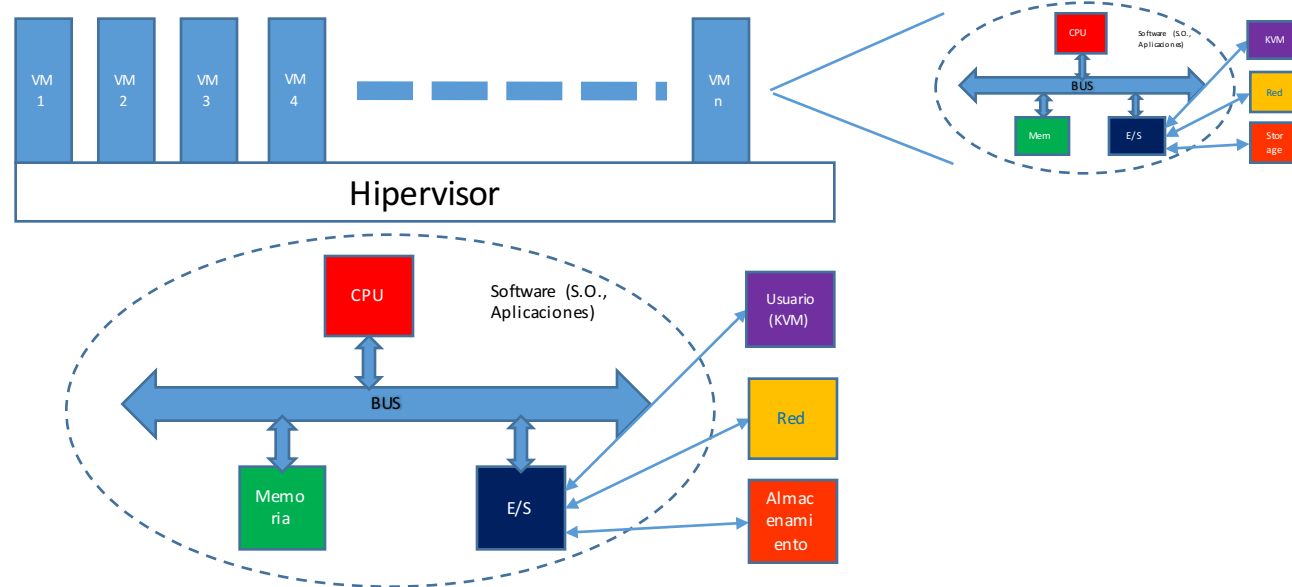 VM
1
VM
2
VM
3
VM
4
VM
n
Hipervisor
CPU
Software (S.O.,
Aplicaciones)
BUS
Mem
E/S
KVM
Red
Stor
age
CPU
Software (S.O.,
Aplicaciones)
BUS
Memo
ria
E/S
Usuario
(KVM)
Red
Almac
enami
ento